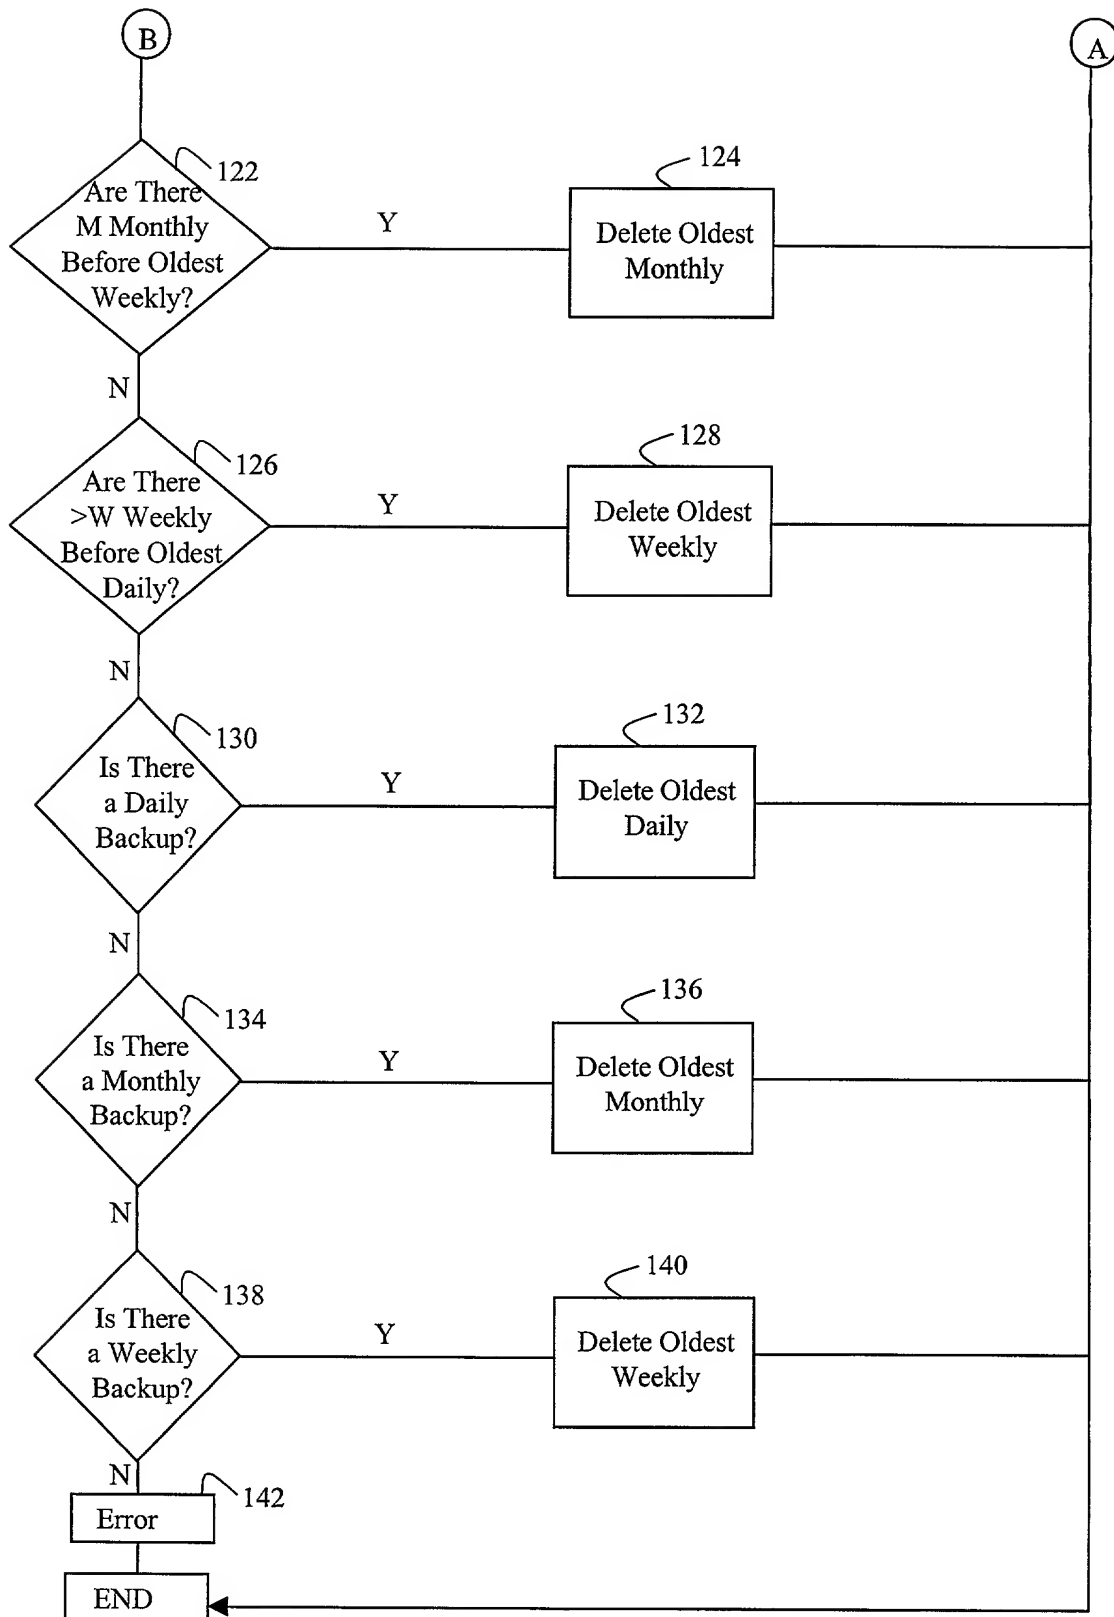 B
A
122
Are There
M Monthly
Before Oldest
Weekly?
Y
124
Delete Oldest
Monthly
N
126
Are There
>W Weekly
Before Oldest
Daily?
Y
128
Delete Oldest
Weekly
N
130
Is There
a Daily
Backup?
Y
132
Delete Oldest
Daily
N
134
Is There
a Monthly
Backup?
Y
136
Delete Oldest
Monthly
N
138
Is There
a Weekly
Backup?
Y
140
Delete Oldest
Weekly
N
142
Error
END